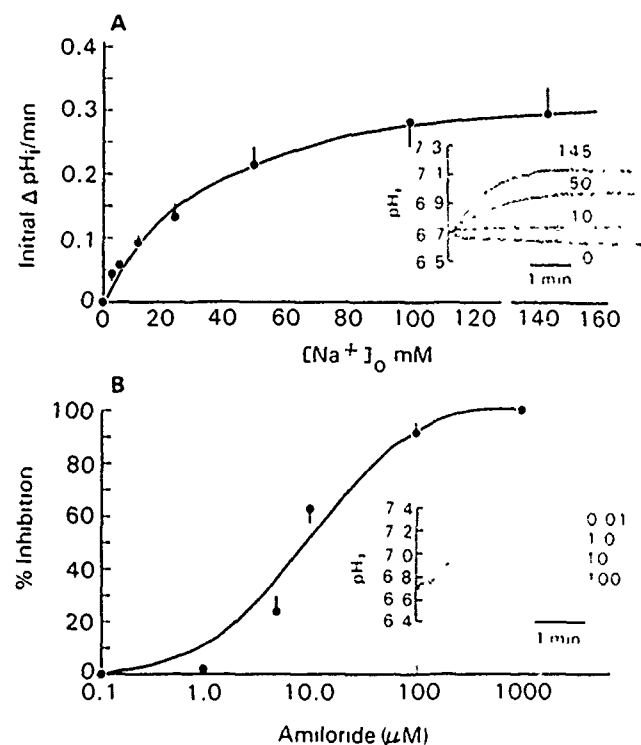 A
0.4
0.3
0.2
0.1
0
Initial Δ pHi/min
0 20 40 60 80 100 120 140 160
[Na+]o mM
7 3
7 1
6 9
6 7
6 5
pHi
145
50
10
0
1 min
B
100
80
60
40
20
0
% Inhibition
0.1 1.0 10.0 100 1000
Amiloride (μM)
7 4
7 2
7 0
6 8
6 6
6 4
pHi
0 01
1 0
10
100
1 min